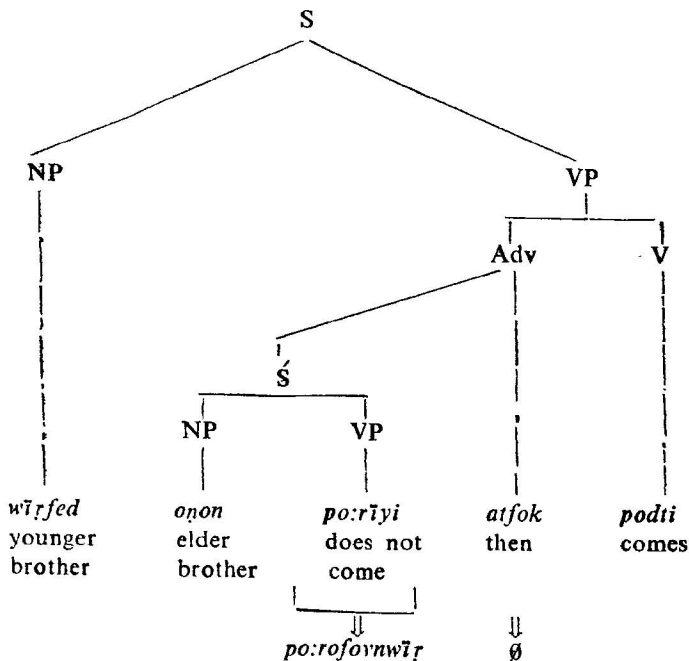 S
NP VP
Adv V
Ś
NP VP
wīṛfed oṇon po:rīyi atfok podti
younger elder does not then comes
brother brother come
⇓ ⇓
po:rofoynwīṛ ∅